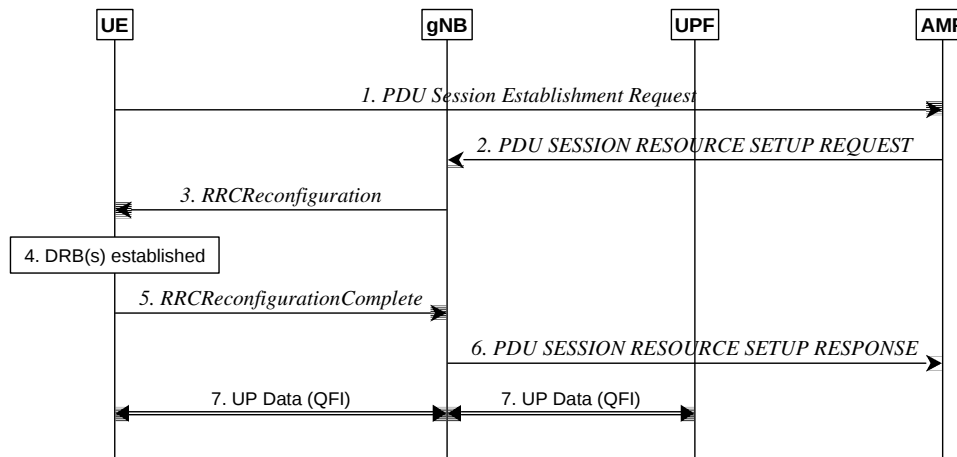 UE gNB UPF AMF
1. PDU Session Establishment Request
2. PDU SESSION RESOURCE SETUP REQUEST
3. RRCReconfiguration
4. DRB(s) established
5. RRCReconfigurationComplete
6. PDU SESSION RESOURCE SETUP RESPONSE
7. UP Data (QFI) 7. UP Data (QFI)